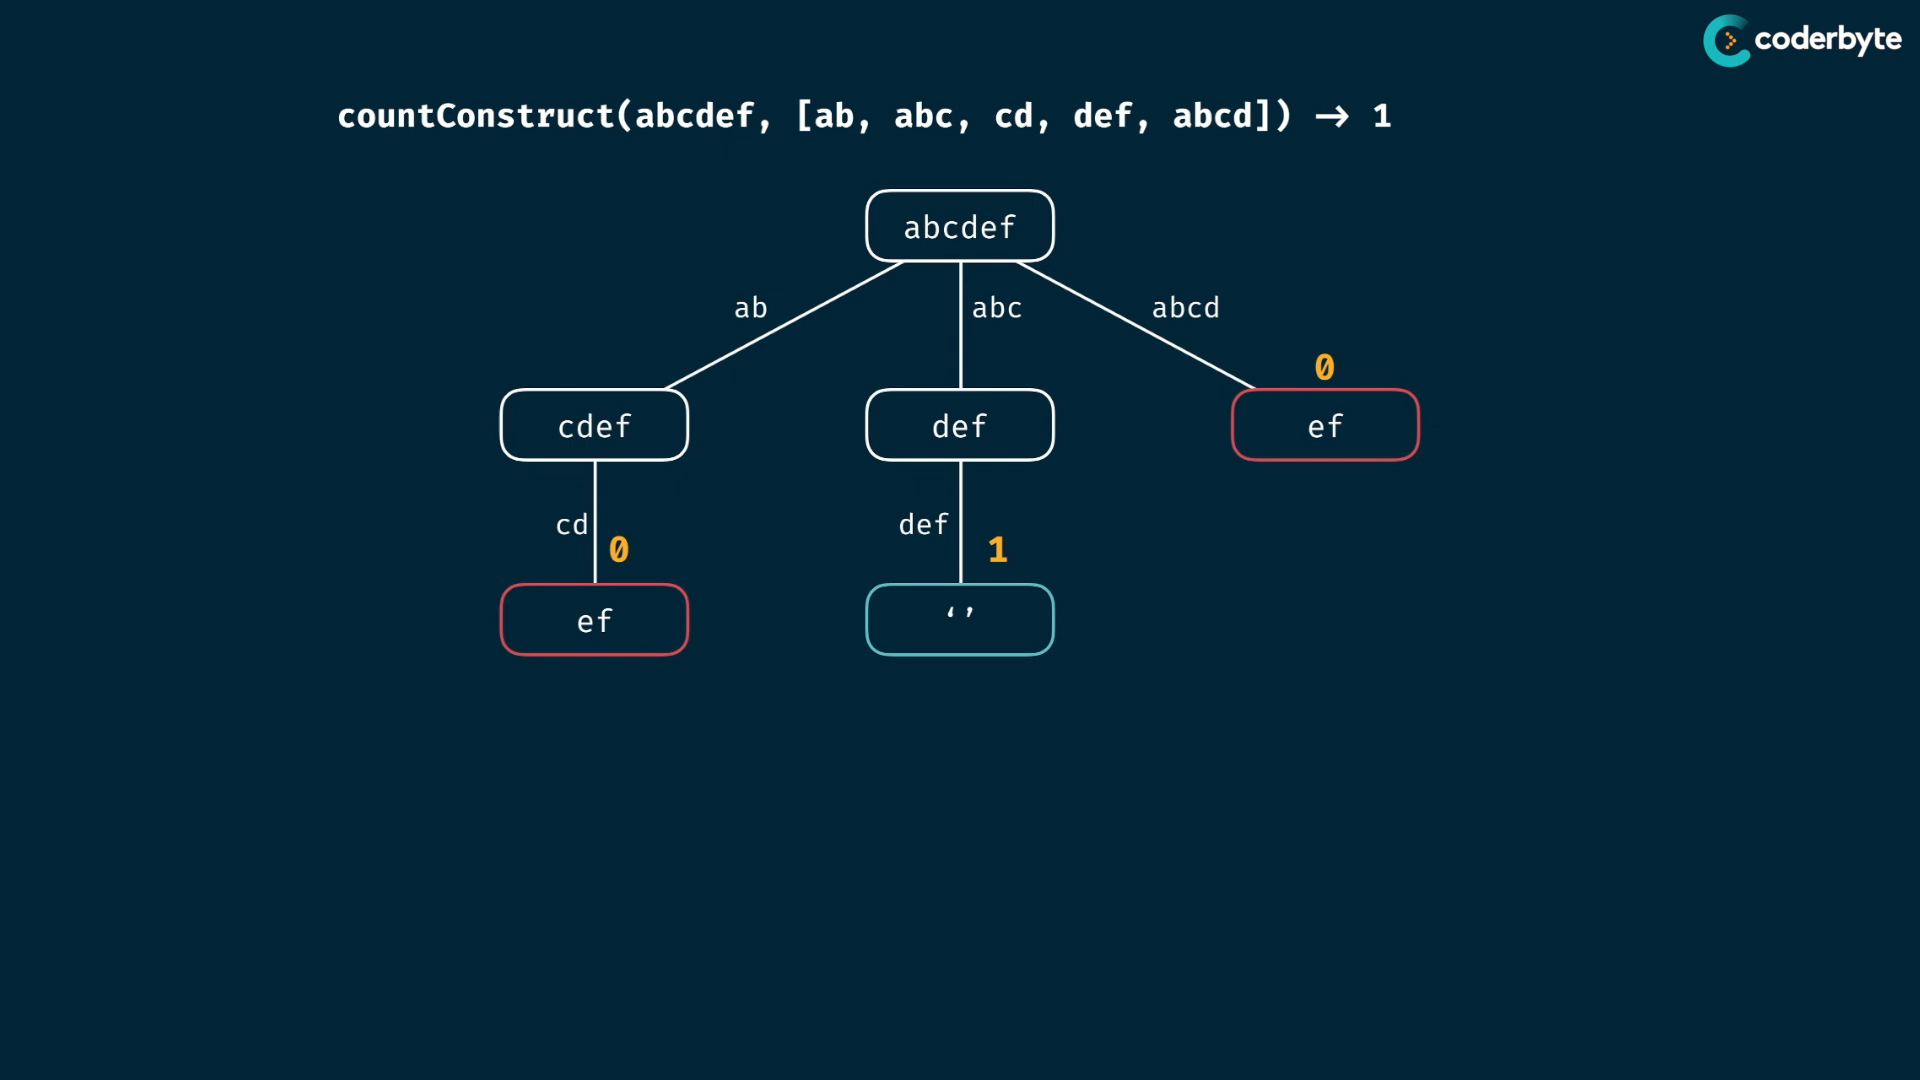 coderbyte
countConstruct(abcdef, [ab, abc, cd, def, abcd]) → 1
abcdef
ab abc abcd
0
cdef def ef
cd def
0 1
ef ‘’